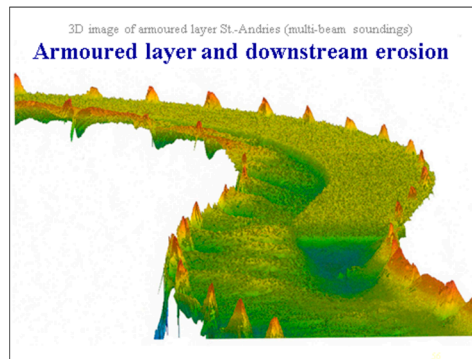 3D image of armoured layer St.-Andries (multi-beam soundings)
Armoured layer and downstream erosion